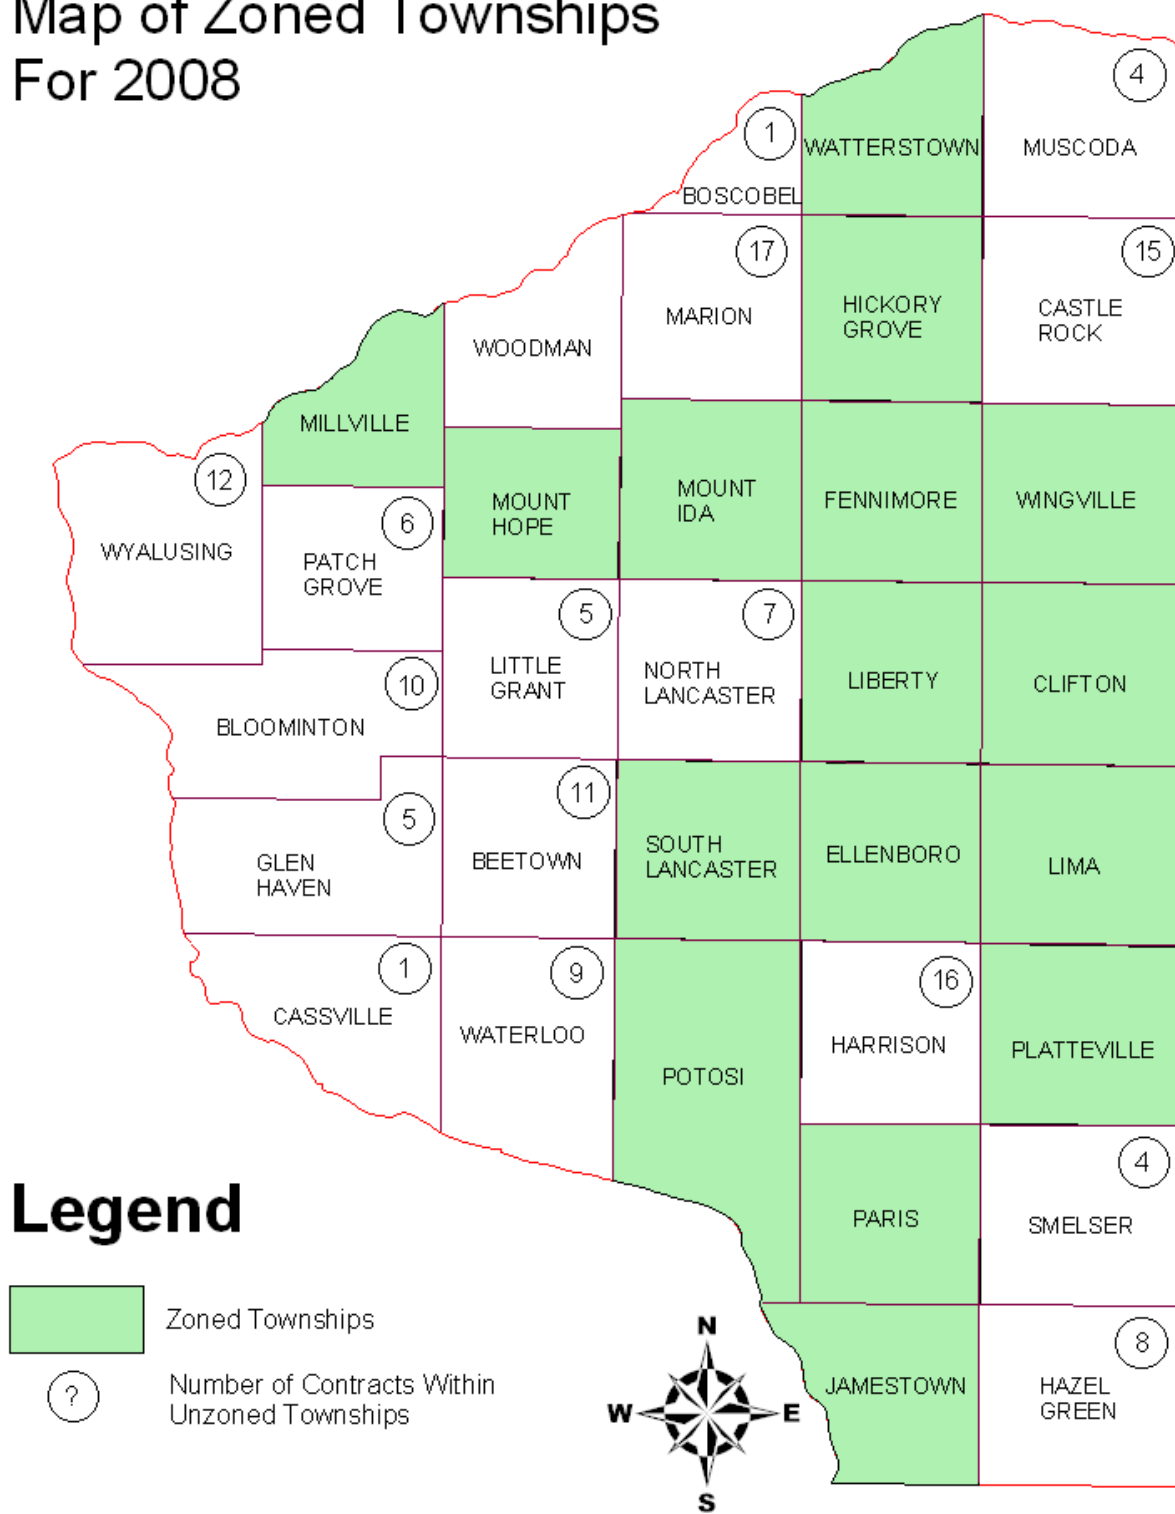 Map of Zoned Townships
For 2008
4
1
WATTERSTOWN
MUSCODA
BOSCOBEL
17
15
MARION
HICKORY
GROVE
CASTLE
ROCK
WOODMAN
MILLVILLE
12
MOUNT
HOPE
MOUNT
IDA
FENNIMORE
WINGVILLE
6
WYALUSING
PATCH
GROVE
5
7
LITTLE
GRANT
NORTH
LANCASTER
LIBERTY
CLIFTON
10
BLOOMINTON
11
5
SOUTH
LANCASTER
ELLENBORO
LIMA
GLEN
HAVEN
BEETOWN
1
9
16
CASSVILLE
WATERLOO
HARRISON
PLATTEVILLE
POTOSI
4
PARIS
SMELSER
8
JAMESTOWN
HAZEL
GREEN
Legend
Zoned Townships
?
Number of Contracts Within
Unzoned Townships
N
W
E
S